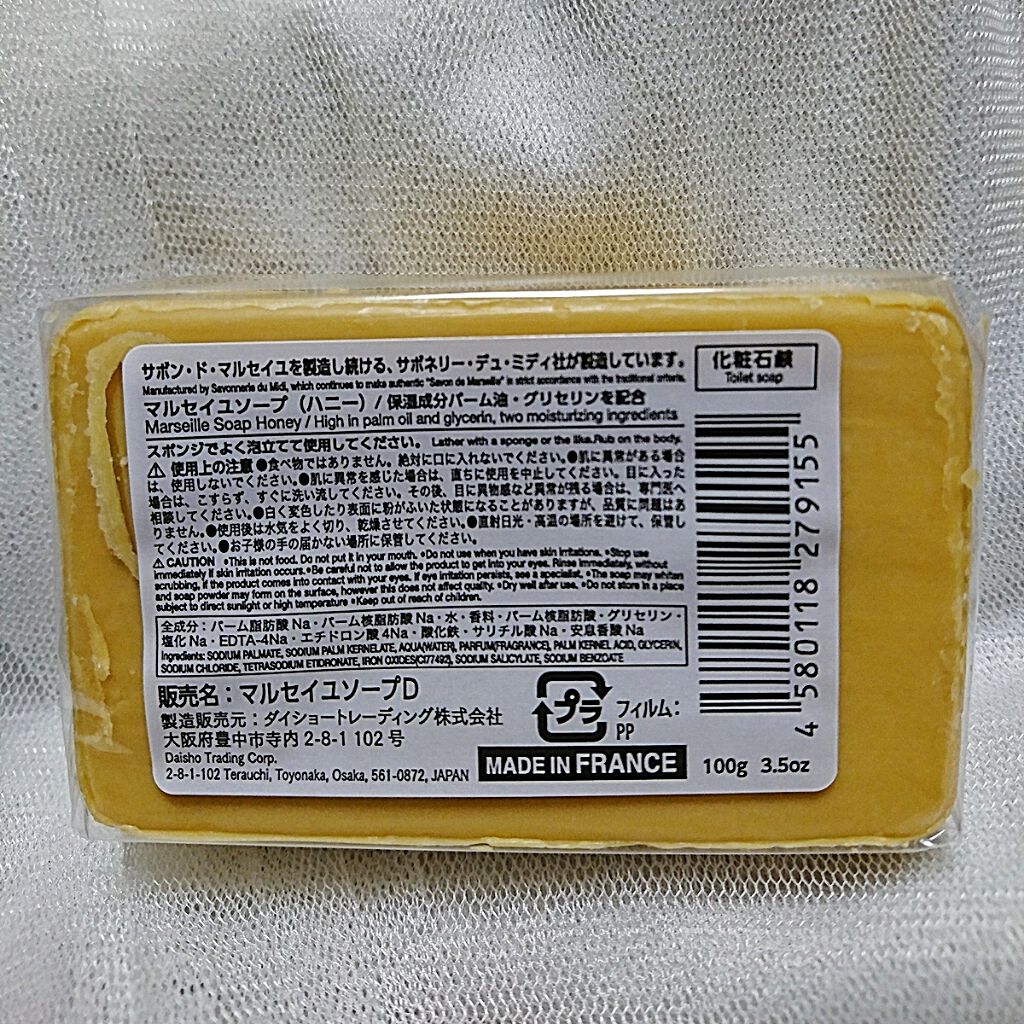 サボン・ド・マルセイユを製造し続ける、サボネリー・デュ・ミディ社が製造しています。
Manufactured by Savonnerie du Midi, which continues to make authentic "Savon de Marseille" in strict accordance with the traditional criteria.
化粧石鹸
Toilet soap
マルセイユソープ(ハニー)/保湿成分パーム油・グリセリンを配合
Marseille Soap Honey / High in palm oil and glycerin, two moisturizing ingredients
スポンジでよく泡立てて使用してください。 Lather with a sponge or the like.Rub on the body.
⚠ 使用上の注意 ●食べ物ではありません。絶対に口に入れないでください。●肌に異常がある場合
は、使用しないでください。●肌に異常を感じた場合は、直ちに使用を中止してください。目に入った
場合は、こすらず、すぐに洗い流してください。その後、目に異物感など異常が残る場合は、専門医へ
相談してください。●白く変色したり表面に粉がふいた状態になることがありますが、品質に問題はあ
りません。●使用後は水気をよく切り、乾燥させてください。●直射日光・高温の場所を避けて、保管し
てください。●お子様の手の届かない場所に保管してください。
⚠ CAUTION •This is not food. Do not put it in your mouth. •Do not use when you have skin irritations. •Stop use
immediately if skin irritation occurs.•Be careful not to allow the product to get into your eyes. Rinse immediately, without
scrubbing, if the product comes into contact with your eyes. If eye irritation persists, see a specialist. •The soap may whiten
and soap powder may form on the surface, however this does not affect quality. •Dry well after use. •Do not store in a place
subject to direct sunlight or high temperature •Keep out of reach of children.
全成分:パーム脂肪酸 Na・パーム核脂肪酸 Na・水・香料・パーム核脂肪酸・グリセリン・
塩化 Na・EDTA-4Na・エチドロン酸 4Na・酸化鉄・サリチル酸 Na・安息香酸 Na
Ingredients: SODIUM PALMATE, SODIUM PALM KERNELATE, AQUA(WATER), PARFUM(FRAGRANCE), PALM KERNEL ACID, GLYCERIN,
SODIUM CHLORIDE, TETRASODIUM ETIDRONATE, IRON OXIDES(CI77492), SODIUM SALICYLATE, SODIUM BENZOATE
販売名:マルセイユソープD
製造販売元:ダイショートレーディング株式会社
大阪府豊中市寺内 2-8-1 102 号
Daisho Trading Corp.
2-8-1-102 Terauchi, Toyonaka, Osaka, 561-0872, JAPAN
プラ
フィルム:
PP
MADE IN FRANCE
100g 3.5oz
4 580118 279155